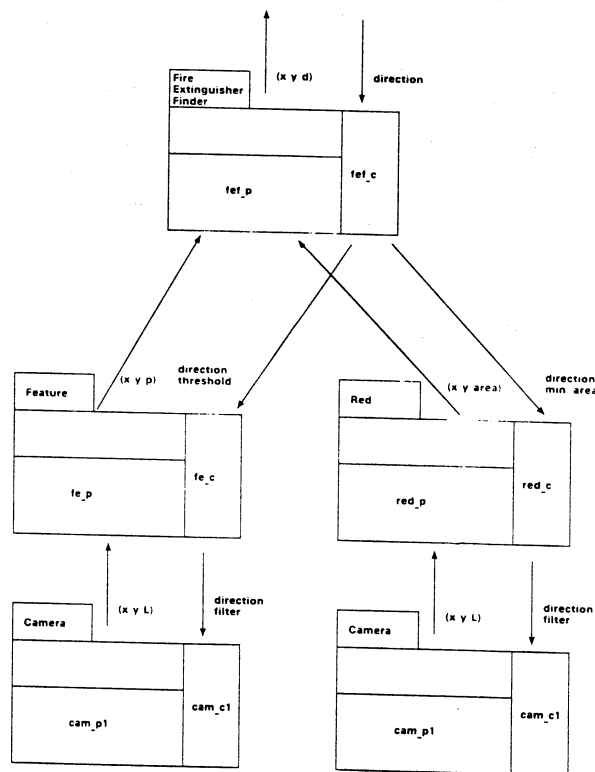 (x y d)
direction
Fire
Extinguisher
Finder
fef_c
fef_p
(x y p)
direction
threshold
(x y area)
direction
min. area
Feature
Red
fe_c
fe_p
red_c
red_p
(x y L)
direction
filter
(x y L)
direction
filter
Camera
Camera
cam_c1
cam_p1
cam_c1
cam_p1